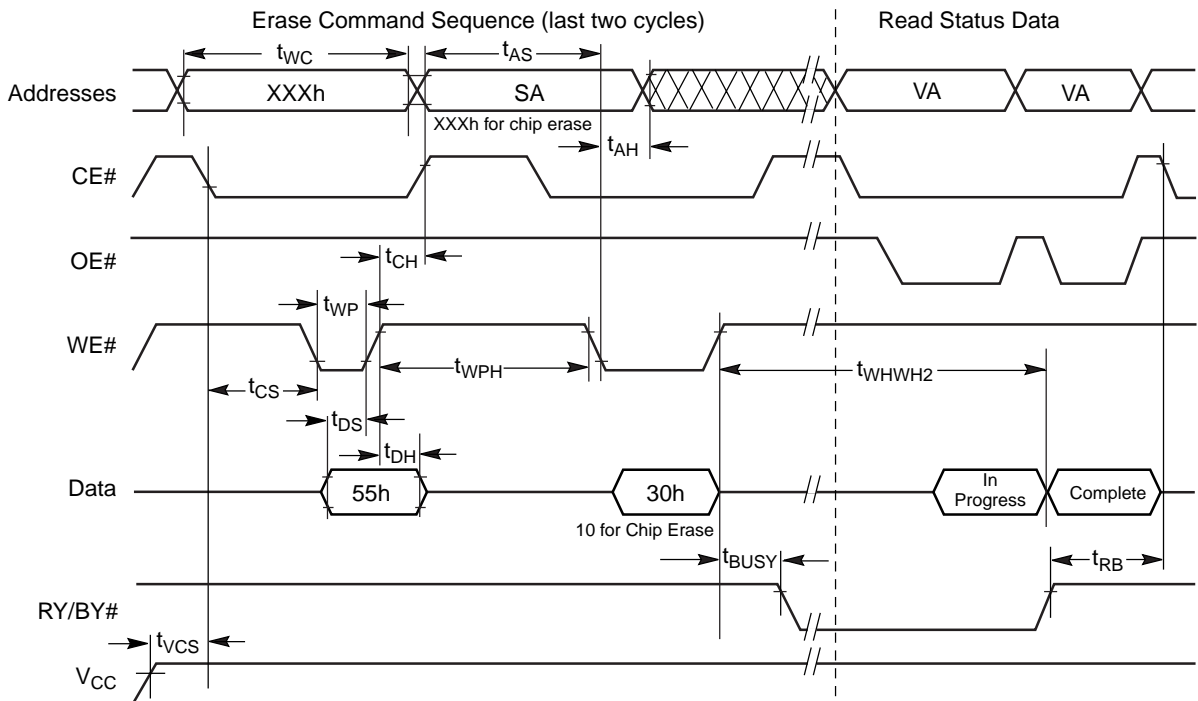 Erase Command Sequence (last two cycles) Read Status Data
tWC tAS
Addresses XXXh SA VA VA
XXXh for chip erase
tAH
CE#
OE#
tCH
tWP
WE#
tWPH tWHWH2
tCS
tDS
tDH
Data 55h 30h In Progress Complete
10 for Chip Erase
tBUSY tRB
RY/BY#
tVCS
VCC